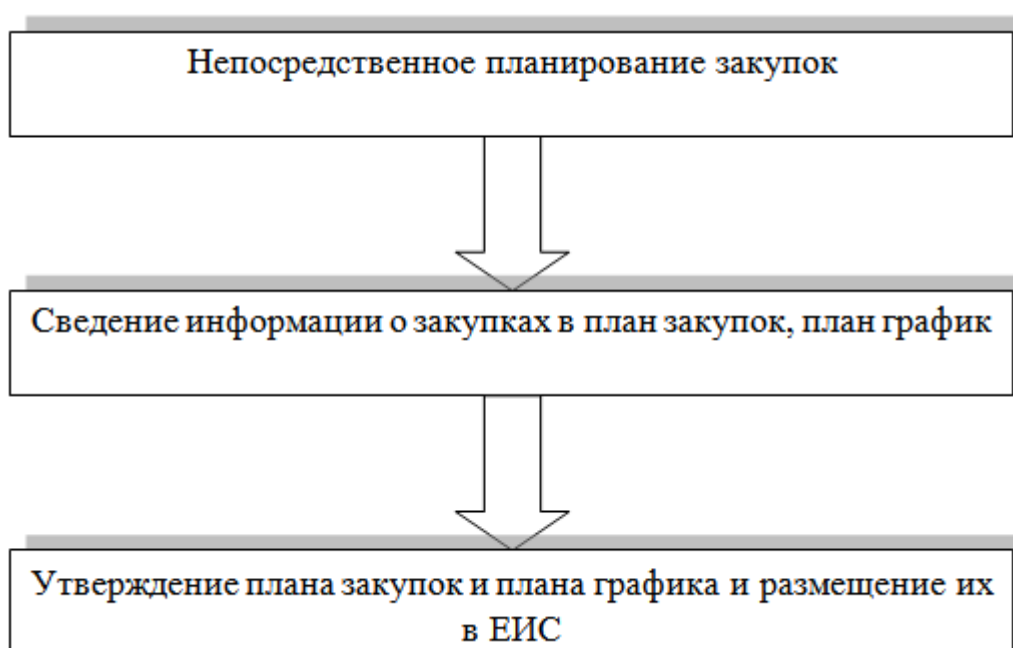 Непосредственное планирование закупок
Сведение информации о закупках в план закупок, план график
Утверждение плана закупок и плана графика и размещение их
в ЕИС